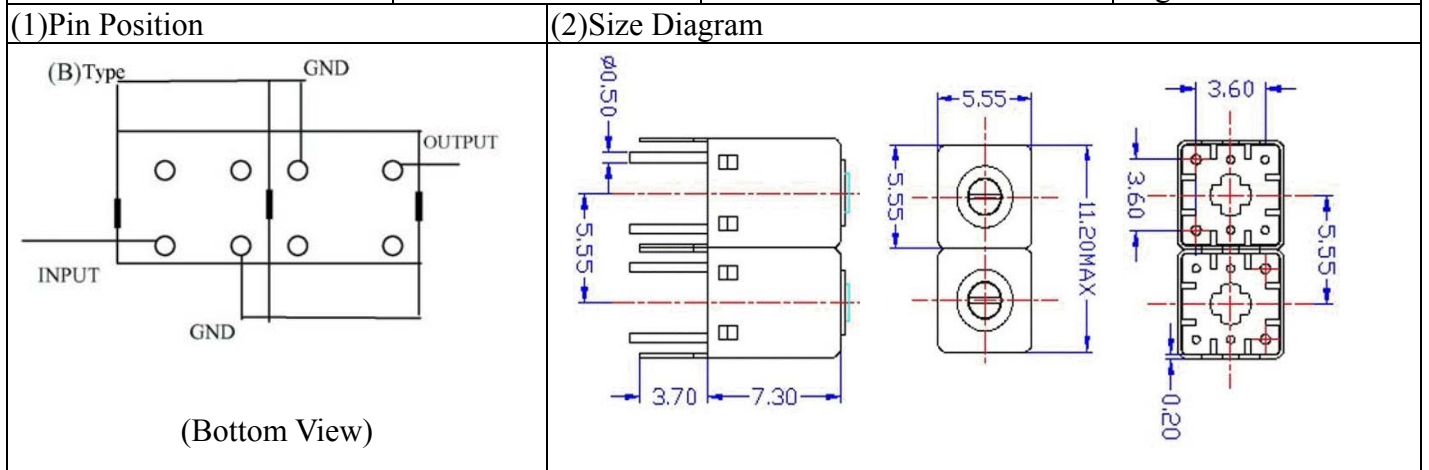 (1)Pin Position
(2)Size Diagram
(B)Type
GND
OUTPUT
INPUT
GND
(Bottom View)
ø0.50
5.55
3.70
7.30
5.55
5.55
11.20MAX
3.60
3.60
5.55
0.20